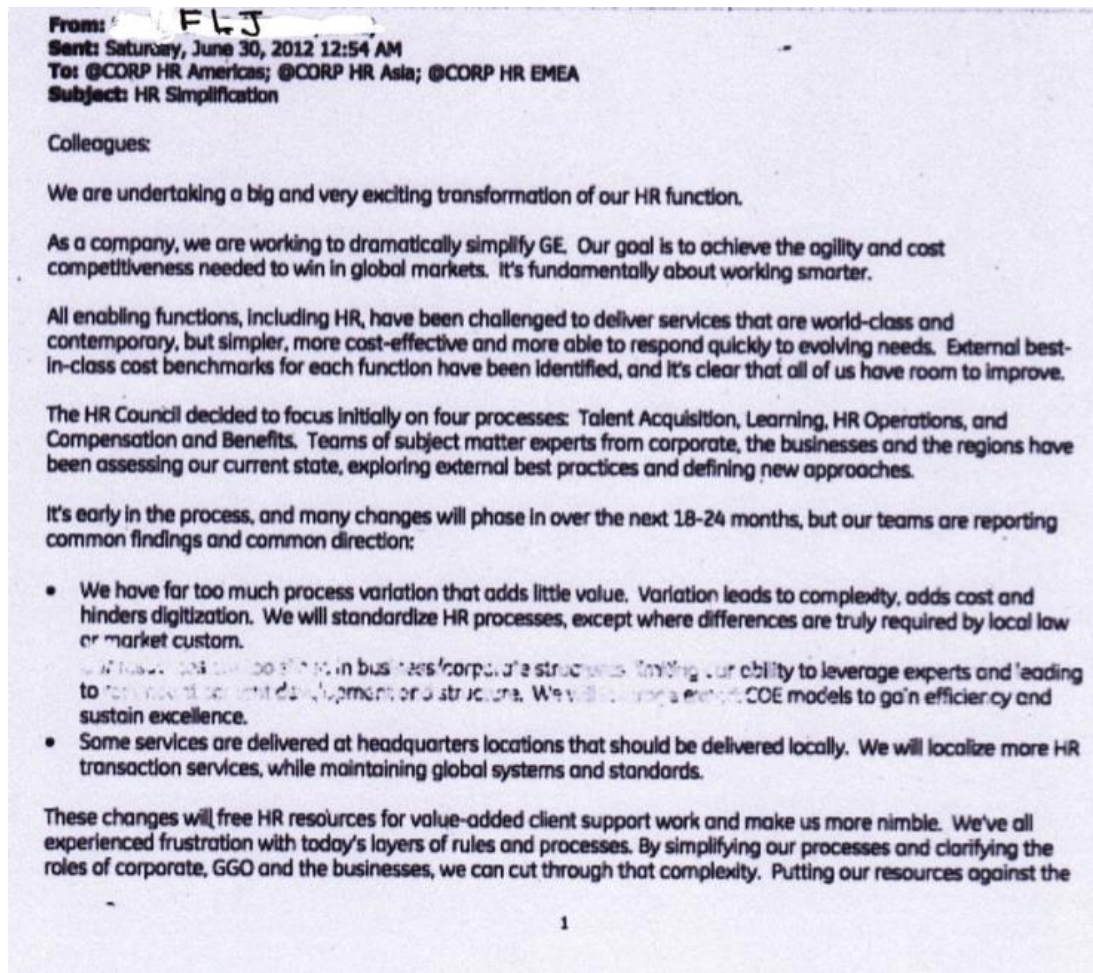 From: FLJ
Sent: Saturday, June 30, 2012 12:54 AM
To: @CORP HR Americas; @CORP HR Asia; @CORP HR EMEA
Subject: HR Simplification
Colleagues:
We are undertaking a big and very exciting transformation of our HR function.
As a company, we are working to dramatically simplify GE. Our goal is to achieve the agility and cost
competitiveness needed to win in global markets. It's fundamentally about working smarter.
All enabling functions, including HR, have been challenged to deliver services that are world-class and
contemporary, but simpler, more cost-effective and more able to respond quickly to evolving needs. External best-
in-class cost benchmarks for each function have been identified, and it's clear that all of us have room to improve.
The HR Council decided to focus initially on four processes: Talent Acquisition, Learning, HR Operations, and
Compensation and Benefits. Teams of subject matter experts from corporate, the businesses and the regions have
been assessing our current state, exploring external best practices and defining new approaches.
It's early in the process, and many changes will phase in over the next 18-24 months, but our teams are reporting
common findings and common direction:
• We have far too much process variation that adds little value. Variation leads to complexity, adds cost and
hinders digitization. We will standardize HR processes, except where differences are truly required by local law
or market custom.
in business/corporate structures, limiting our ability to leverage experts and leading
to development and structure. We will COE models to gain efficiency and
sustain excellence.
• Some services are delivered at headquarters locations that should be delivered locally. We will localize more HR
transaction services, while maintaining global systems and standards.
These changes will free HR resources for value-added client support work and make us more nimble. We've all
experienced frustration with today's layers of rules and processes. By simplifying our processes and clarifying the
roles of corporate, GGO and the businesses, we can cut through that complexity. Putting our resources against the
1